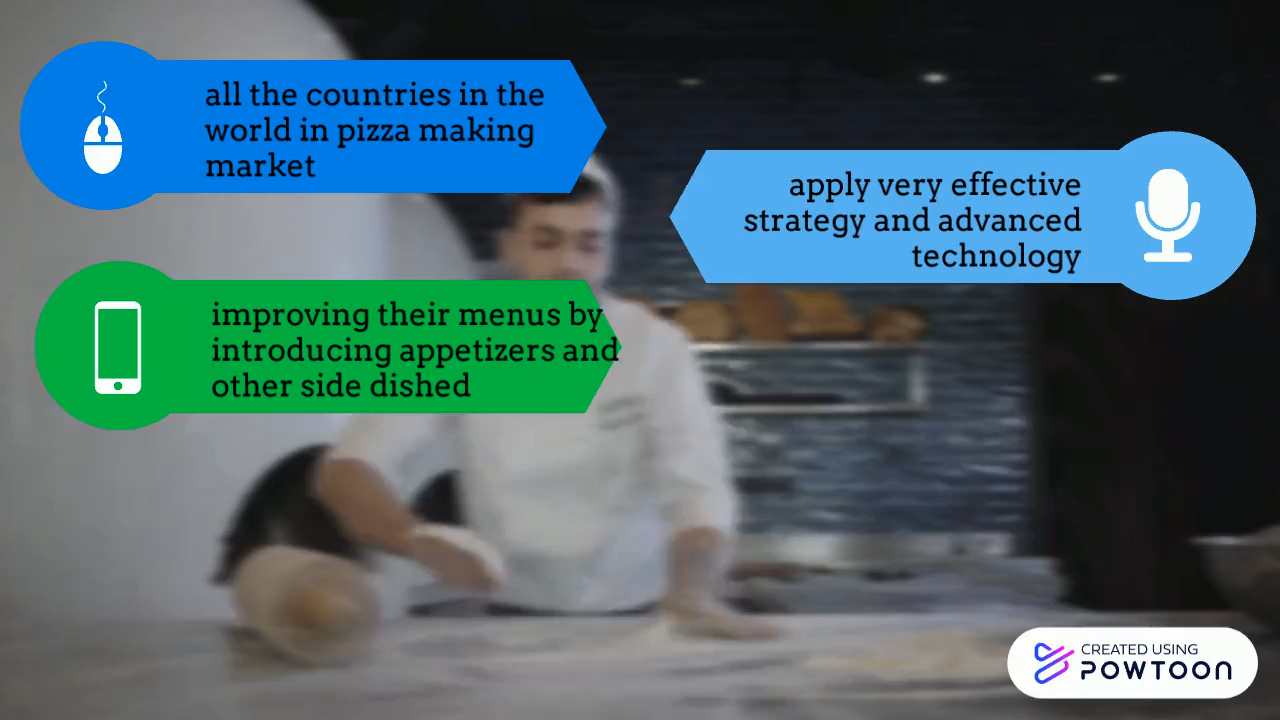 all the countries in the
world in pizza making
market
apply very effective
strategy and advanced
technology
improving their menus by
introducing appetizers and
other side dished
CREATED USING
POWTOON